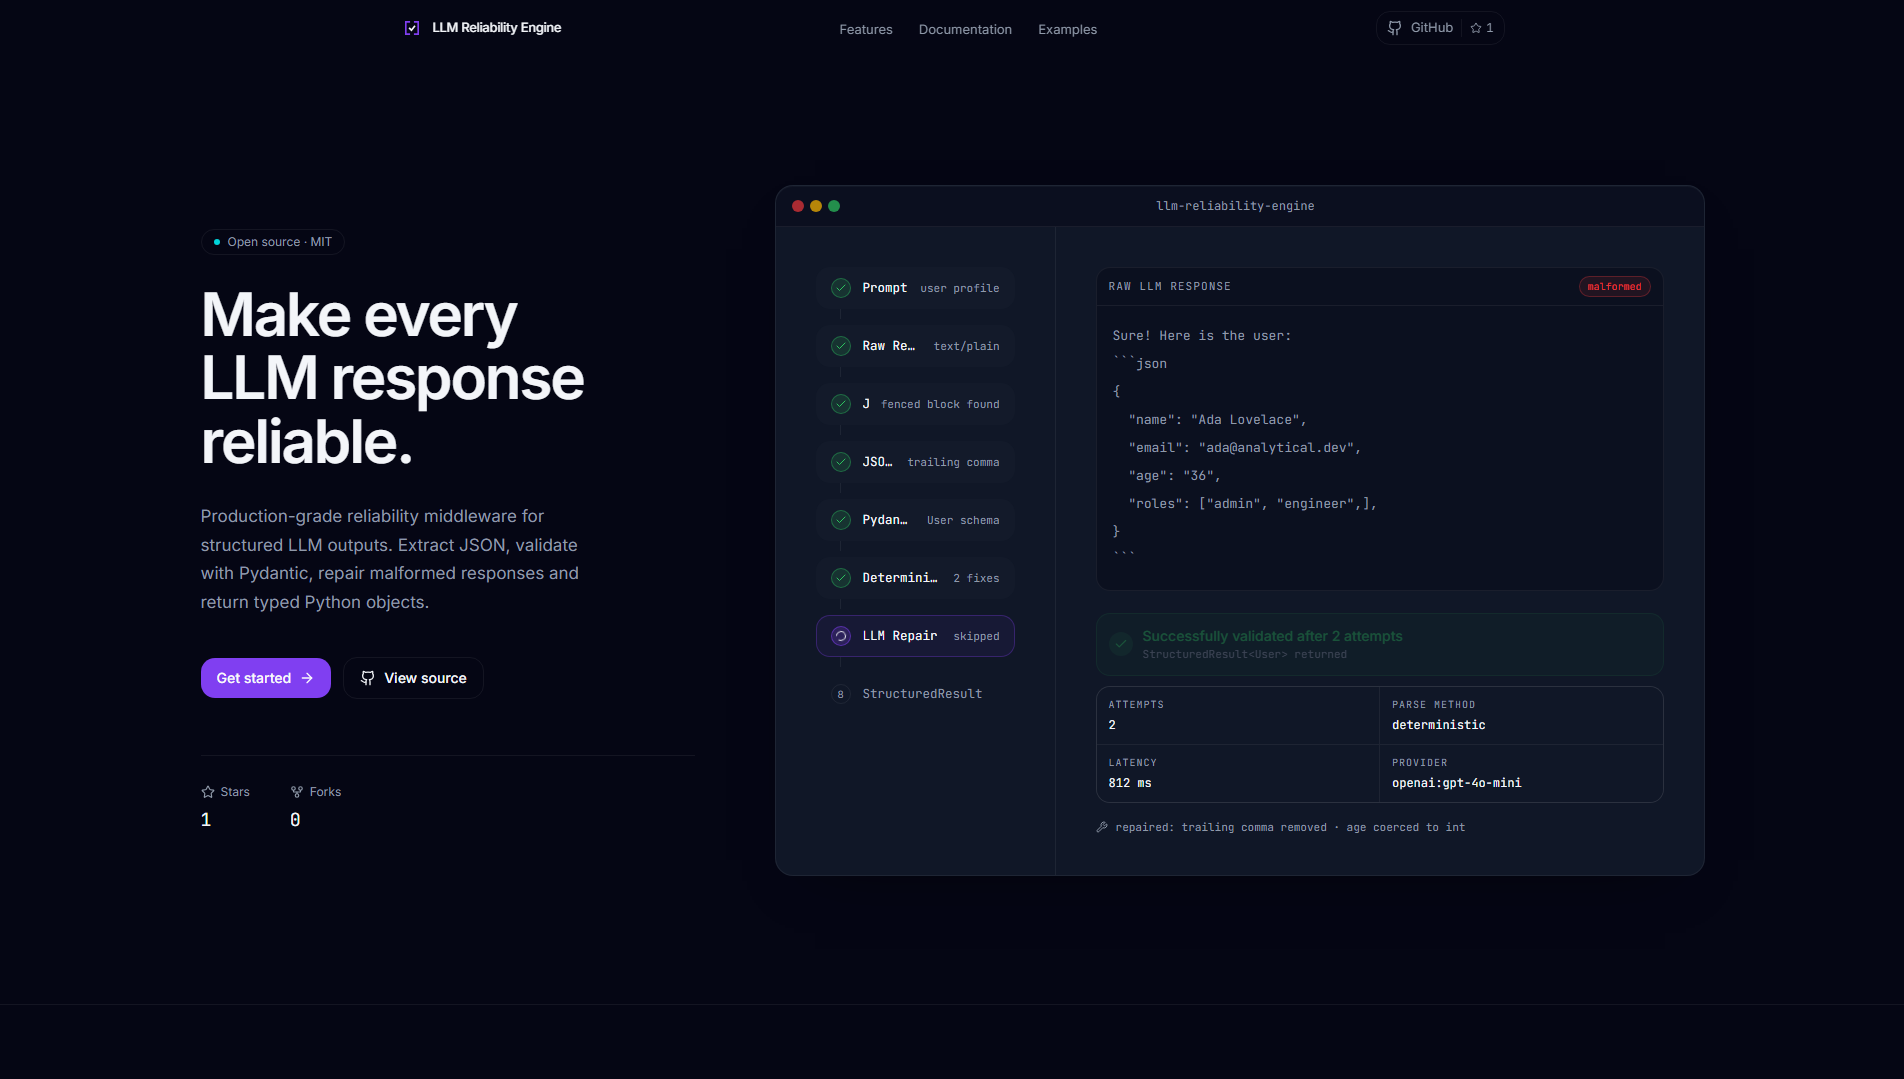 LLM Reliability Engine
Features
Documentation
Examples
GitHub
1
Open source · MIT
Make every
LLM response
reliable.
Production-grade reliability middleware for
structured LLM outputs. Extract JSON, validate
with Pydantic, repair malformed responses and
return typed Python objects.
Get started
View source
Stars
1
Forks
0
llm-reliability-engine
Prompt user profile
Raw Re… text/plain
J fenced block found
JSO… trailing comma
Pydan… User schema
Determini… 2 fixes
LLM Repair skipped
8 StructuredResult
RAW LLM RESPONSE
malformed
Sure! Here is the user:
```json
{
  "name": "Ada Lovelace",
  "email": "ada@analytical.dev",
  "age": "36",
  "roles": ["admin", "engineer",],
}
```
Successfully validated after 2 attempts
StructuredResult<User> returned
ATTEMPTS
2
PARSE METHOD
deterministic
LATENCY
812 ms
PROVIDER
openai:gpt-4o-mini
repaired: trailing comma removed · age coerced to int